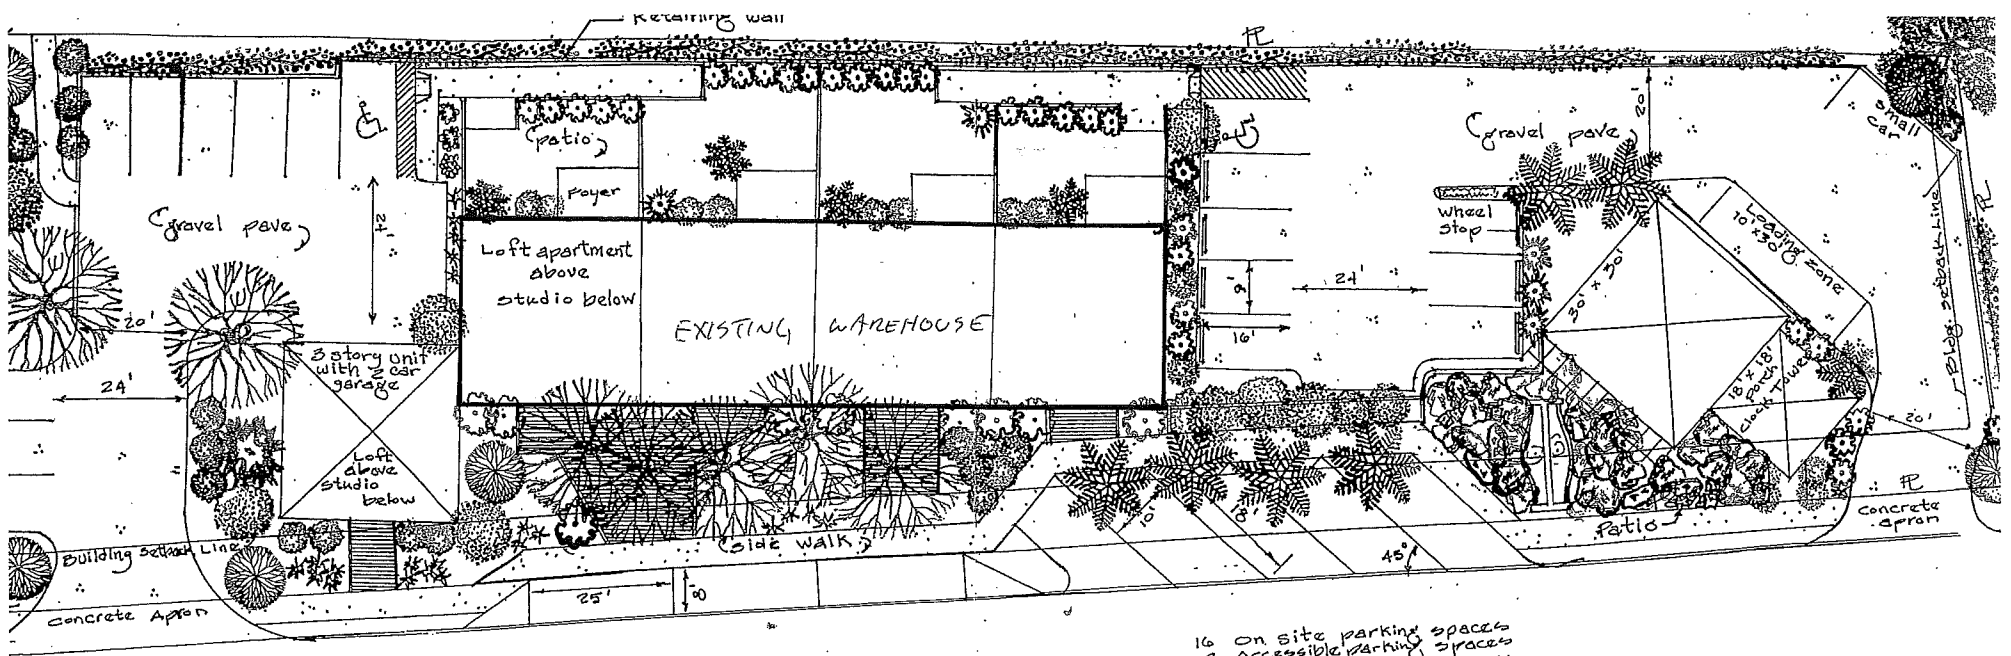 Retaining wall
PL
small
car
20'
Gravel pave
Patio
Foyer
wheel
stop
Loading zone
10'x30'
Gravel pave
24'
Loft apartment
above
studio below
EXISTING WAREHOUSE
9'
24'
16'
30' x 30'
PL
Bldg. setback Line
20'
24'
3 story unit
with 2 car
garage
Loft
above
studio
below
18' x 18'
Porch
clock tower
20'
PL
Building Setback Line
Side walk
10'
Patio
Concrete
apron
45°
Concrete Apron
25'
8'
16 On site parking spaces
Accessible parking spaces